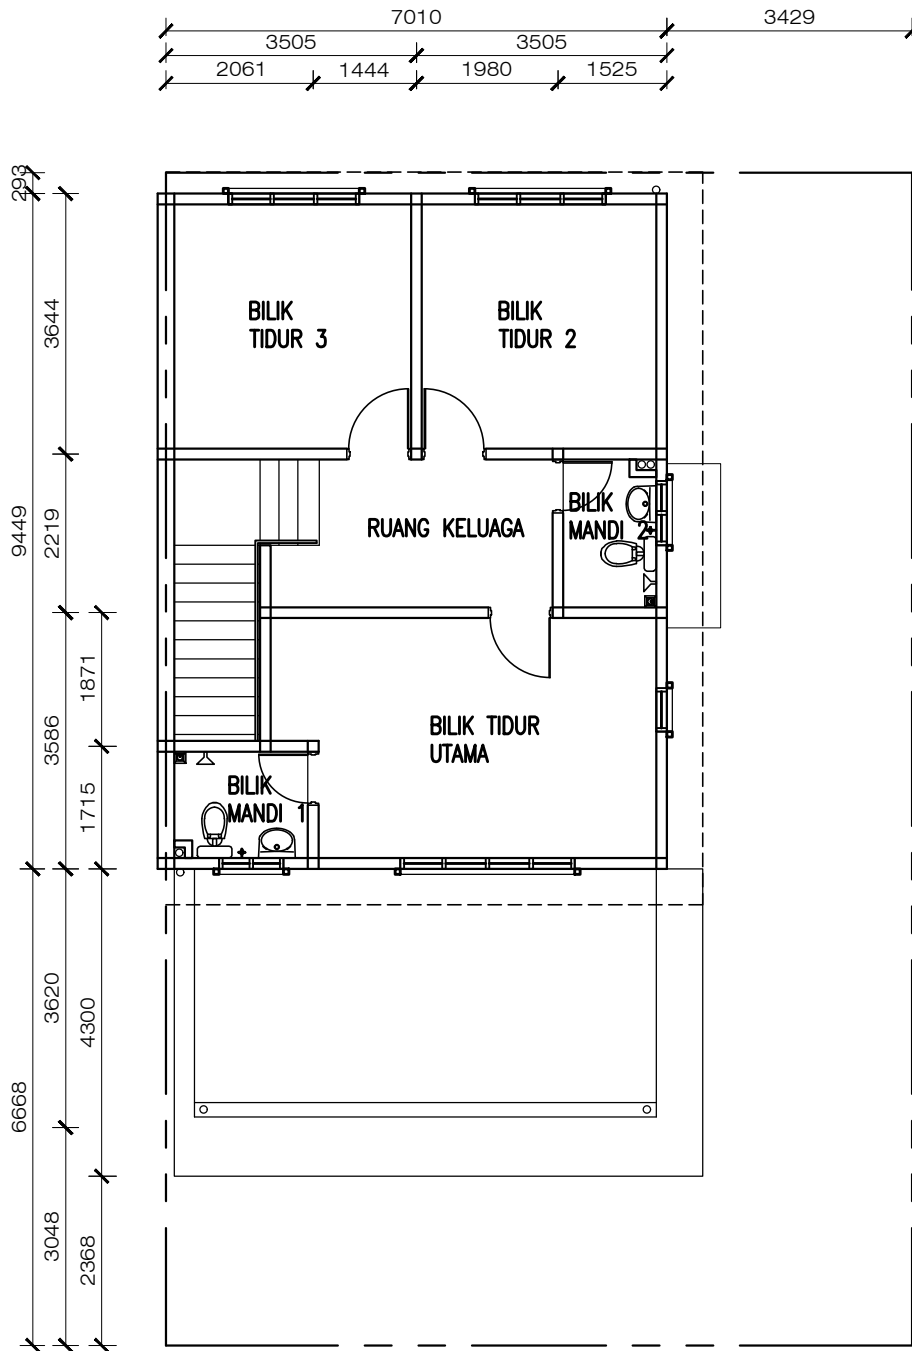 7010
3429
3505
3505
2061
1444
1980
1525
293
9449
6668
3644
2219
3586
3620
3048
1871
1715
4300
2368
BILIK
TIDUR 3
BILIK
TIDUR 2
RUANG KELUAGA
BILIK
MANDI 2
BILIK TIDUR
UTAMA
BILIK
MANDI 1